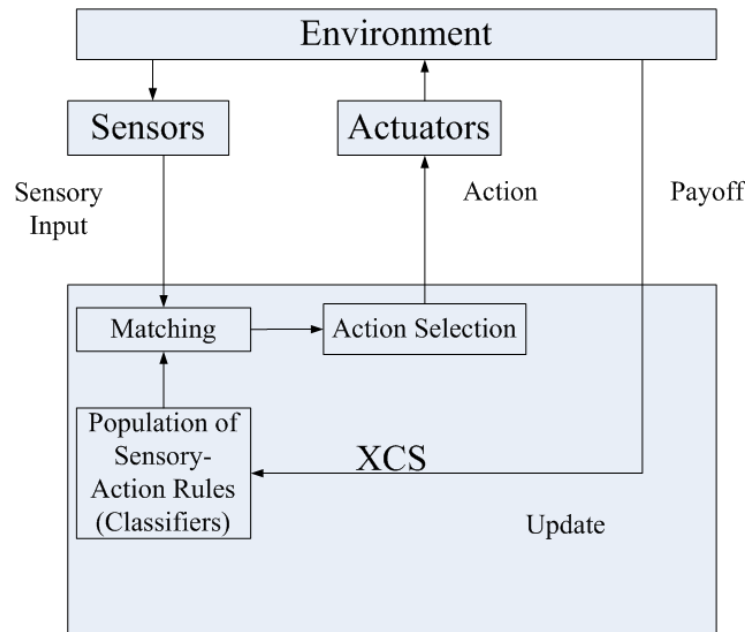 Environment
Sensors
Actuators
Sensory
Input
Action
Payoff
Matching
Action Selection
Population of
Sensory-
Action Rules
(Classifiers)
XCS
Update